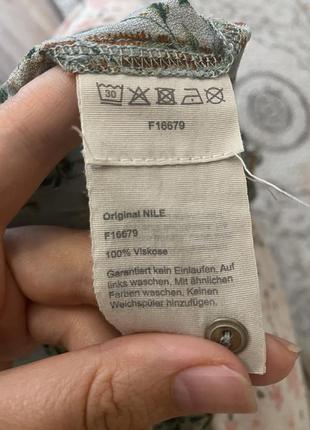 30
F16679
Original NILE
F16679
100% Viskose
Garantiert kein Einlaufen. Auf
links waschen. Mit ähnlichen
Farben waschen. Keinen
Weichspüler hinzufügen.